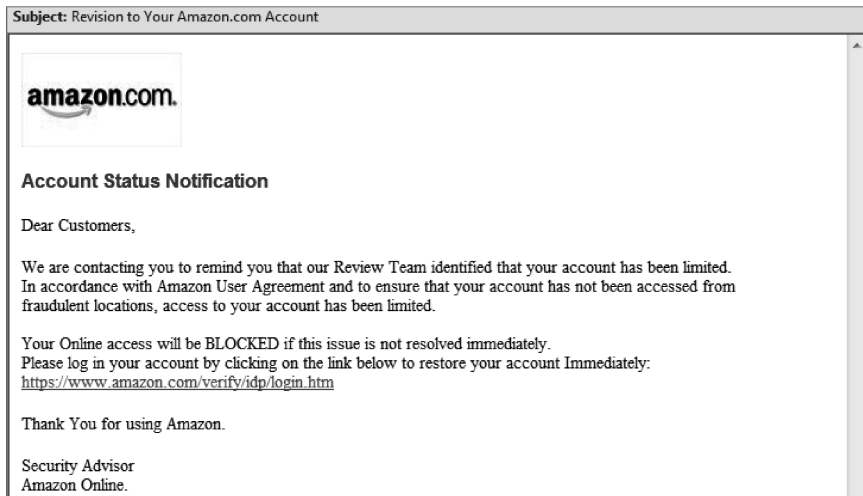 Subject: Revision to Your Amazon.com Account
amazon.com.
Account Status Notification
Dear Customers,
We are contacting you to remind you that our Review Team identified that your account has been limited.
In accordance with Amazon User Agreement and to ensure that your account has not been accessed from
fraudulent locations, access to your account has been limited.
Your Online access will be BLOCKED if this issue is not resolved immediately.
Please log in your account by clicking on the link below to restore your account Immediately:
https://www.amazon.com/verify/idp/login.htm
Thank You for using Amazon.
Security Advisor
Amazon Online.